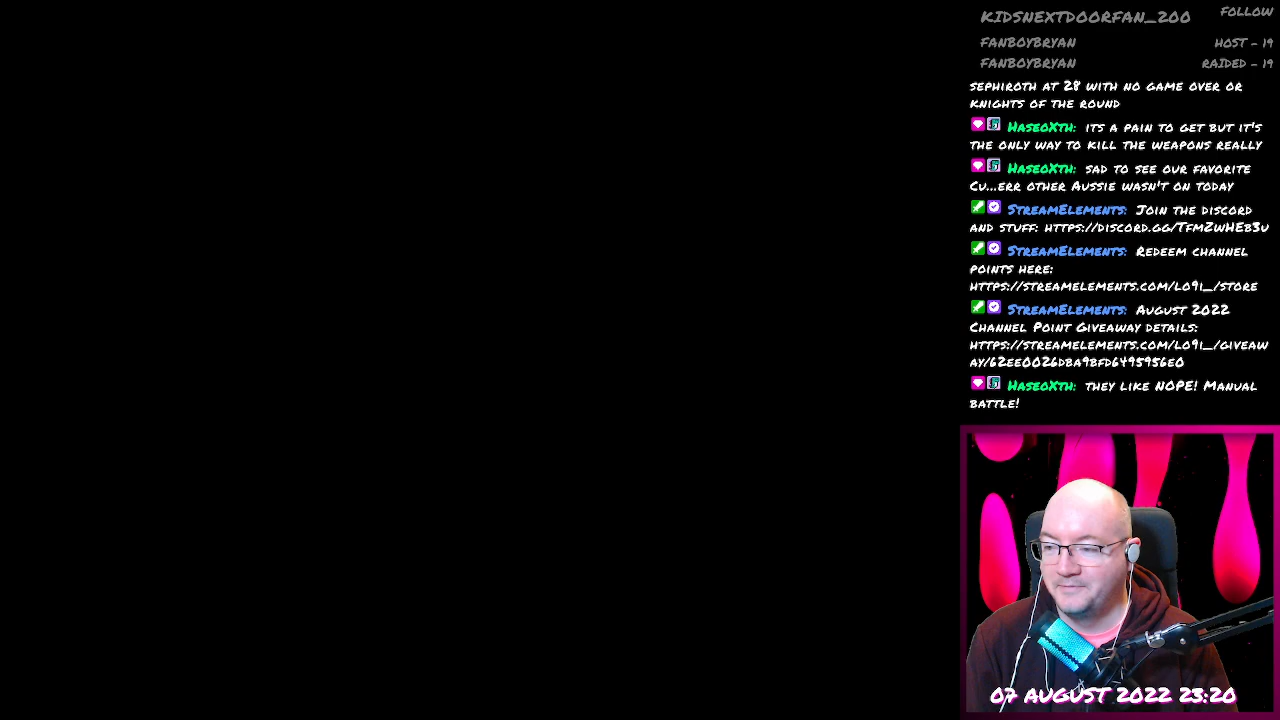 KIDSNEXTDOORFAN_200 FOLLOW
FANBOYBRYAN HOST - 19
FANBOYBRYAN RAIDED - 19
SEPHIROTH AT 28 WITH NO GAME OVER OR
KNIGHTS OF THE ROUND
HASEOXTH: ITS A PAIN TO GET BUT IT'S
THE ONLY WAY TO KILL THE WEAPONS REALLY
HASEOXTH: SAD TO SEE OUR FAVORITE
CU...ERR OTHER AUSSIE WASN'T ON TODAY
STREAMELEMENTS: JOIN THE DISCORD
AND STUFF: HTTPS://DISCORD.GG/TFMZWHEB3U
STREAMELEMENTS: REDEEM CHANNEL
POINTS HERE:
HTTPS://STREAMELEMENTS.COM/LO9I_/STORE
STREAMELEMENTS: AUGUST 2022
CHANNEL POINT GIVEAWAY DETAILS:
HTTPS://STREAMELEMENTS.COM/LO9I_/GIVEAW
AY/62EE0026DBA9BFD6495956E0
HASEOXTH: THEY LIKE NOPE! MANUAL
BATTLE!
07 AUGUST 2022 23:20